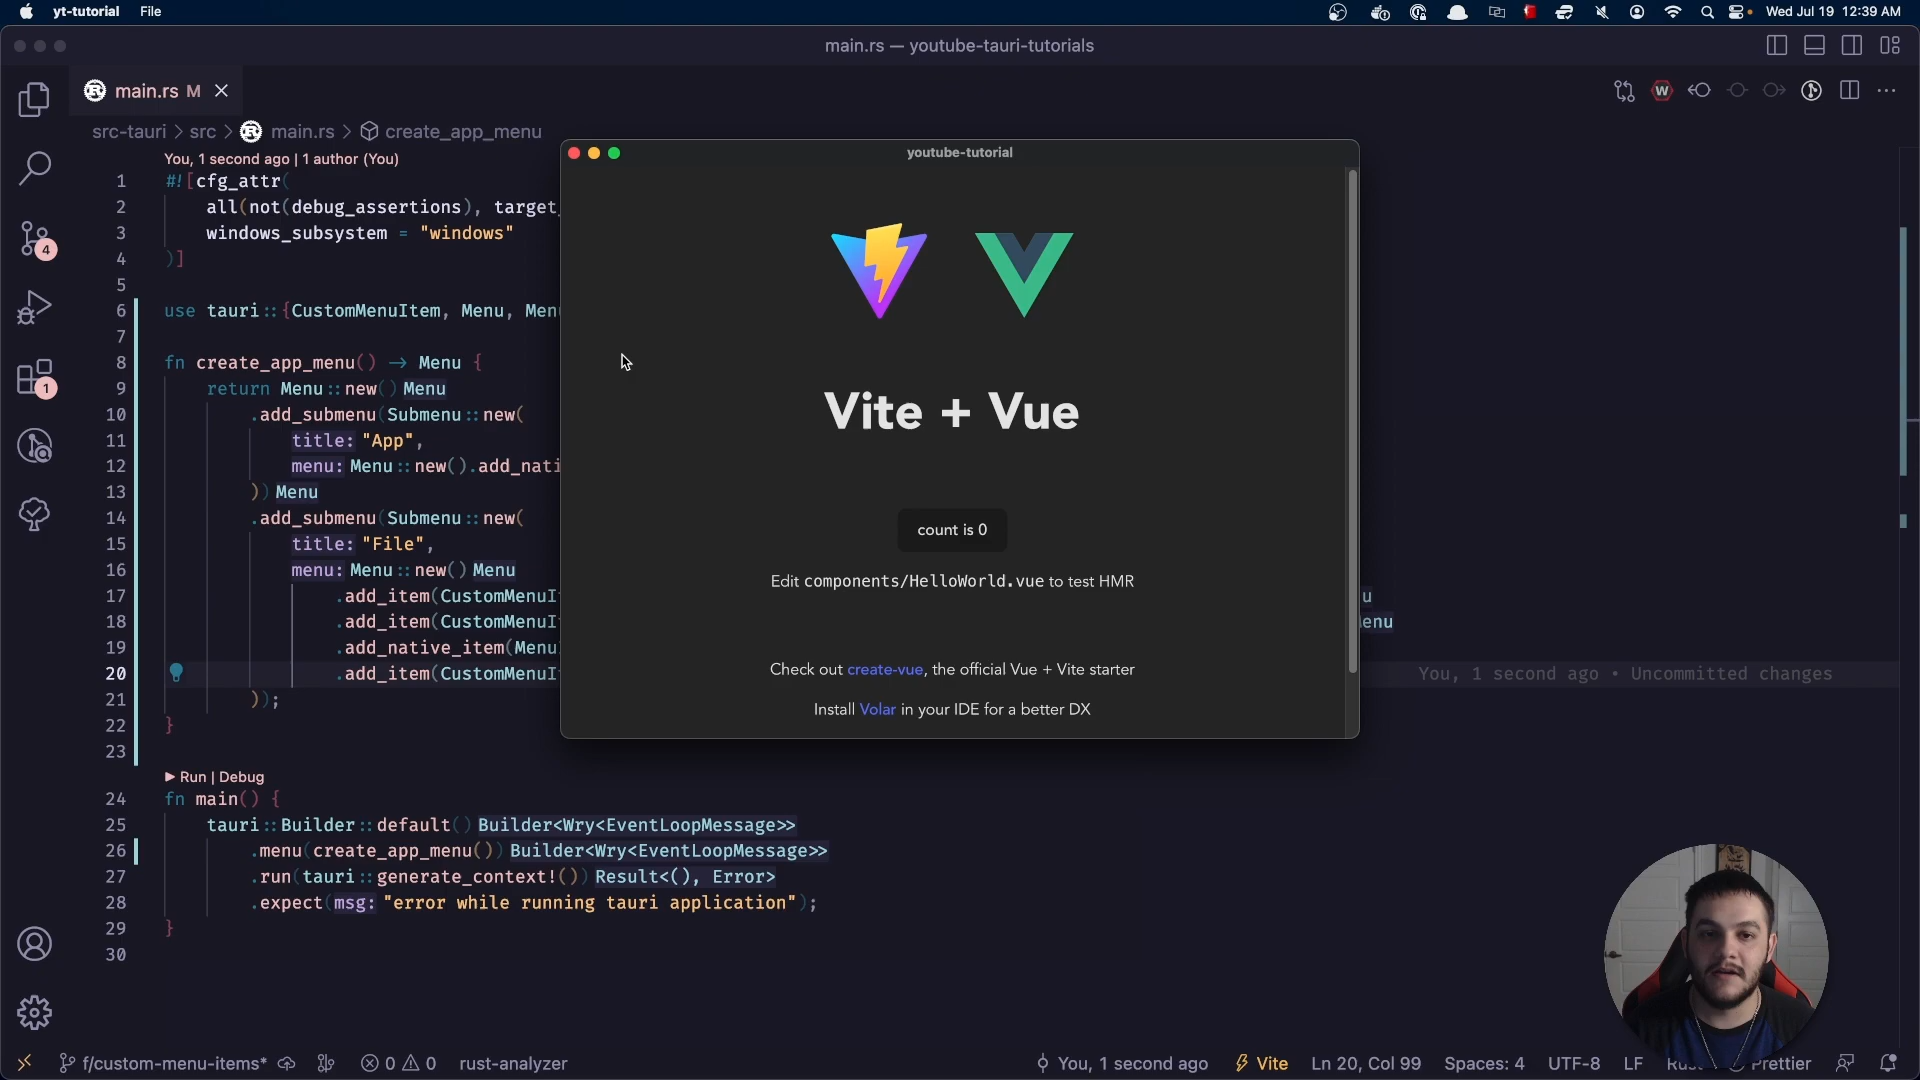 yt-tutorial File Wed Jul 19 12:39 AM
main.rs — youtube-tauri-tutorials
main.rs M
W
src-tauri > src > main.rs > create_app_menu
You, 1 second ago | 1 author (You)
1 #![cfg_attr(
2 all(not(debug_assertions), target_
3 windows_subsystem = "windows"
4 )]
5
6 use tauri::{CustomMenuItem, Menu, Men
7
8 fn create_app_menu() → Menu {
9 return Menu::new() Menu
10 .add_submenu(Submenu::new(
11 title: "App",
12 menu: Menu::new().add_nati
13 )) Menu
14 .add_submenu(Submenu::new(
15 title: "File",
16 menu: Menu::new() Menu
17 .add_item(CustomMenuI
18 .add_item(CustomMenuI enu
19 .add_native_item(Menu
20 .add_item(CustomMenuI You, 1 second ago • Uncommitted changes
21 ));
22 }
23
▶ Run | Debug
24 fn main() {
25 tauri::Builder::default() Builder<Wry<EventLoopMessage>>
26 .menu(create_app_menu()) Builder<Wry<EventLoopMessage>>
27 .run(tauri::generate_context!()) Result<(), Error>
28 .expect(msg: "error while running tauri application");
29 }
30
4
1
youtube-tutorial
Vite + Vue
count is 0
Edit components/HelloWorld.vue to test HMR
Check out create-vue, the official Vue + Vite starter
Install Volar in your IDE for a better DX
f/custom-menu-items* 0 0 rust-analyzer You, 1 second ago Vite Ln 20, Col 99 Spaces: 4 UTF-8 LF Rust Prettier